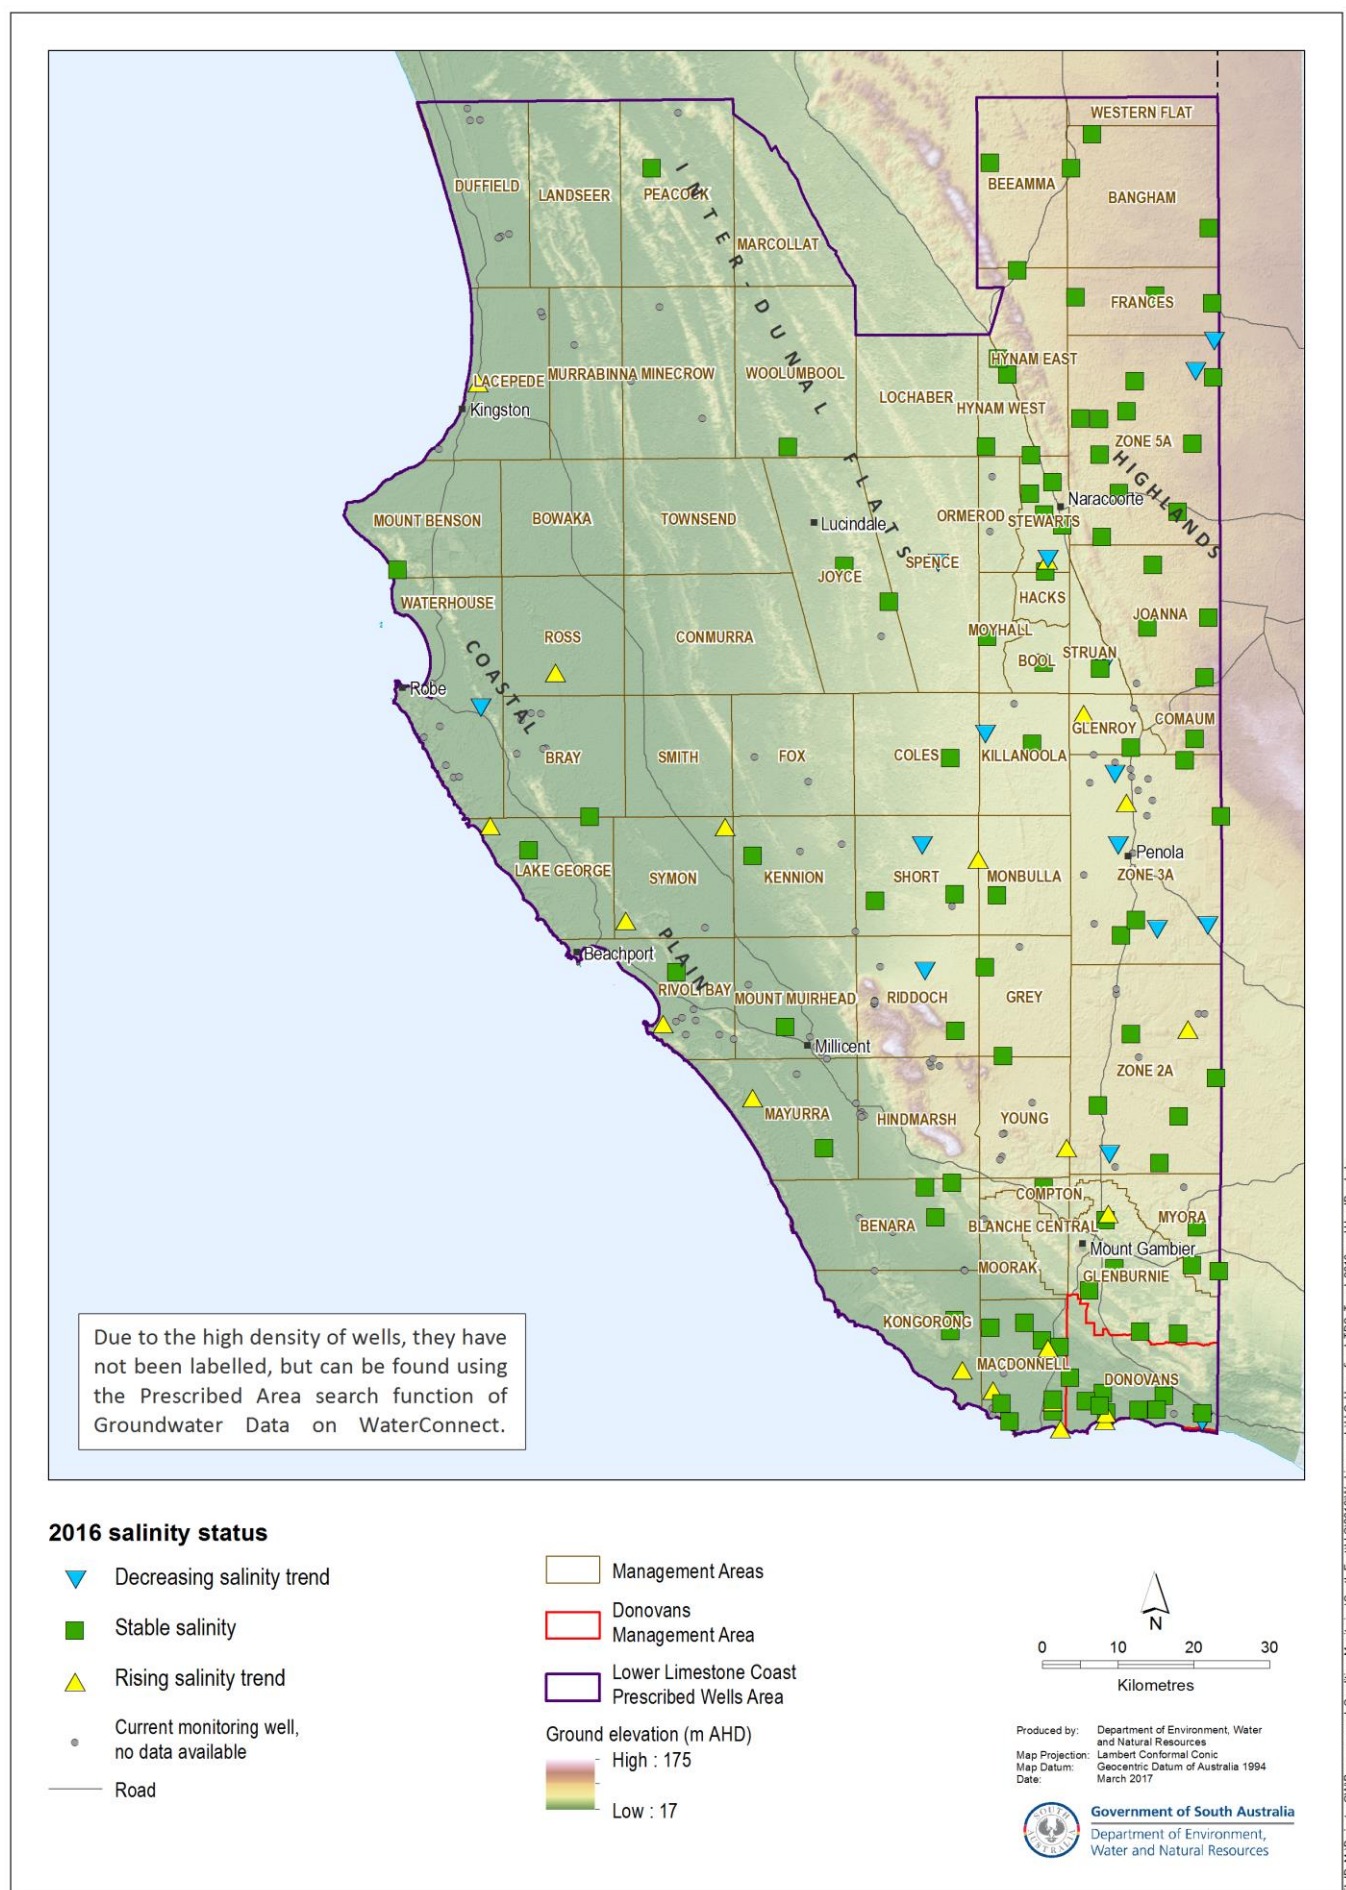 WESTERN FLAT
BEEAMMA
BANGHAM
DUFFIELD
LANDSEER
PEACOCK
MARCOLLAT
INTER-DUNAL FLATS
FRANCES
HYNAM EAST
LACEPEDE
MURRABINNA
MINECROW
WOOLUMBOOL
LOCHABER
HYNAM WEST
Kingston
ZONE 5A
HIGHLANDS
Naracoorte
MOUNT BENSON
BOWAKA
TOWNSEND
Lucindale
ORMEROD
STEWARTS
JOYCE
SPENCE
WATERHOUSE
HACKS
JOANNA
ROSS
CONMURRA
MOYHALL
BOOL
STRUAN
COASTAL
PLAIN
Robe
GLENROY
COMAUM
BRAY
SMITH
FOX
COLES
KILLANOOLA
Penola
LAKE GEORGE
SYMON
KENNION
SHORT
MONBULLA
ZONE 3A
Beachport
RIVOLI BAY
MOUNT MUIRHEAD
RIDDOCH
GREY
Millicent
ZONE 2A
MAYURRA
HINDMARSH
YOUNG
COMPTON
BENARA
BLANCHE CENTRAL
MYORA
Mount Gambier
MOORAK
GLENBURNIE
KONGORONG
MACDONNELL
DONOVANS
Due to the high density of wells, they have
not been labelled, but can be found using
the Prescribed Area search function of
Groundwater Data on WaterConnect.
2016 salinity status
Decreasing salinity trend
Stable salinity
Rising salinity trend
Current monitoring well,
no data available
Road
Management Areas
Donovans
Management Area
Lower Limestone Coast
Prescribed Wells Area
Ground elevation (m AHD)
High : 175
Low : 17
N
0 10 20 30
Kilometres
Produced by: Department of Environment, Water
and Natural Resources
Map Projection: Lambert Conformal Conic
Map Datum: Geocentric Datum of Australia 1994
Date: March 2017
SOUTH AUSTRALIA
Government of South Australia
Department of Environment,
Water and Natural Resources